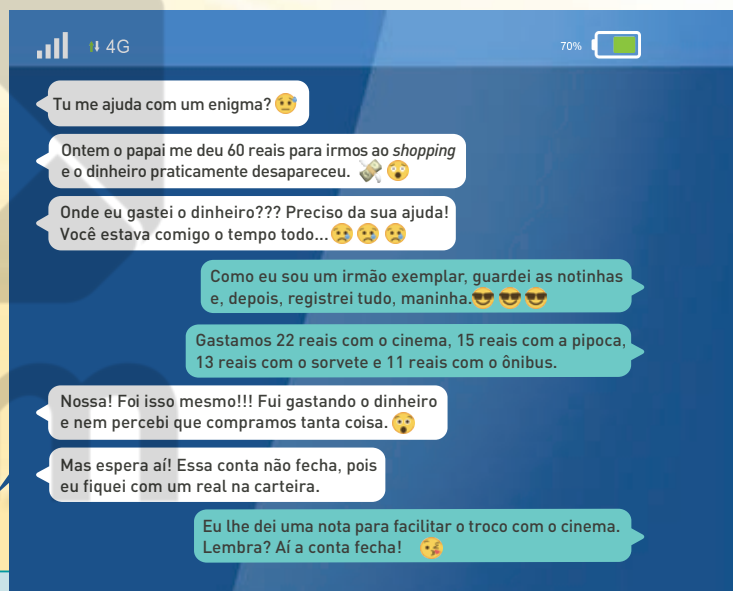 4G
70%
Tu me ajuda com um enigma?
Ontem o papai me deu 60 reais para irmos ao shopping
e o dinheiro praticamente desapareceu.
Onde eu gastei o dinheiro??? Preciso da sua ajuda!
Você estava comigo o tempo todo...
Como eu sou um irmão exemplar, guardei as notinhas
e, depois, registrei tudo, maninha.
Gastamos 22 reais com o cinema, 15 reais com a pipoca,
13 reais com o sorvete e 11 reais com o ônibus.
Nossa! Foi isso mesmo!!! Fui gastando o dinheiro
e nem percebi que compramos tanta coisa.
Mas espera aí! Essa conta não fecha, pois
eu fiquei com um real na carteira.
Eu lhe dei uma nota para facilitar o troco com o cinema.
Lembra? Aí a conta fecha!